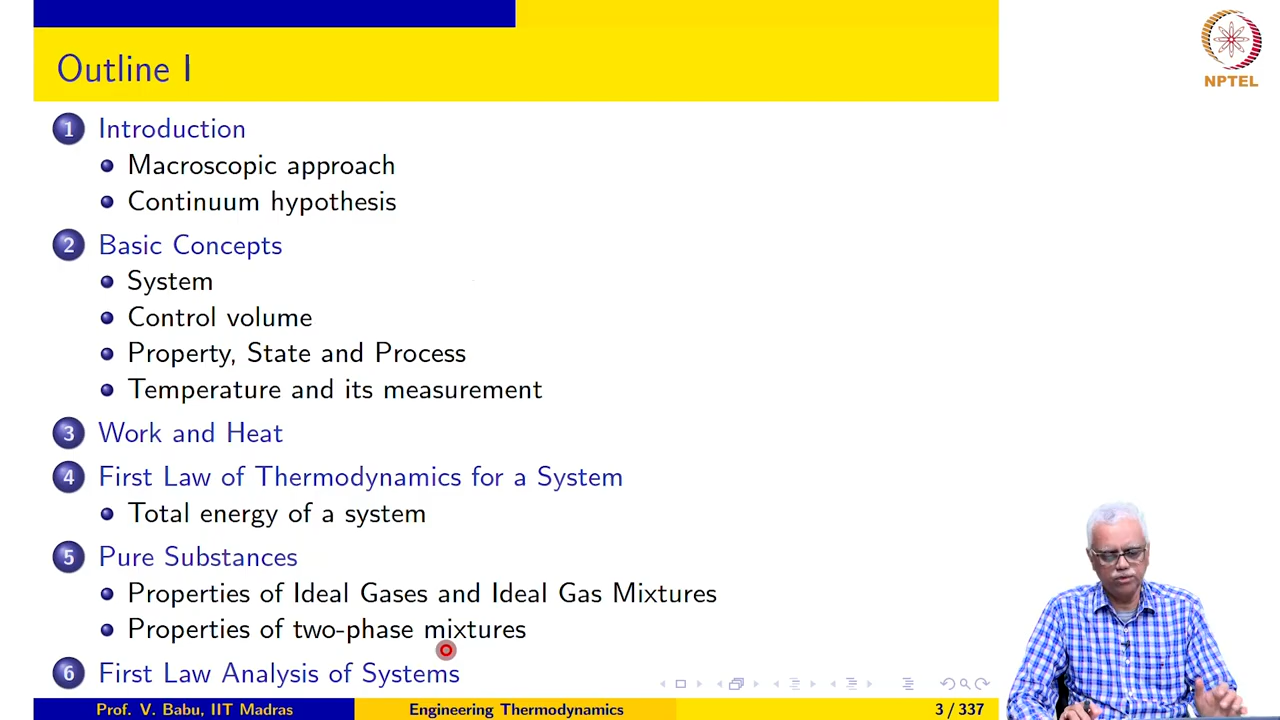 Outline I
NPTEL
1 Introduction
Macroscopic approach
Continuum hypothesis
2 Basic Concepts
System
Control volume
Property, State and Process
Temperature and its measurement
3 Work and Heat
4 First Law of Thermodynamics for a System
Total energy of a system
5 Pure Substances
Properties of Ideal Gases and Ideal Gas Mixtures
Properties of two-phase mixtures
6 First Law Analysis of Systems
Prof. V. Babu, IIT Madras Engineering Thermodynamics 3 / 337